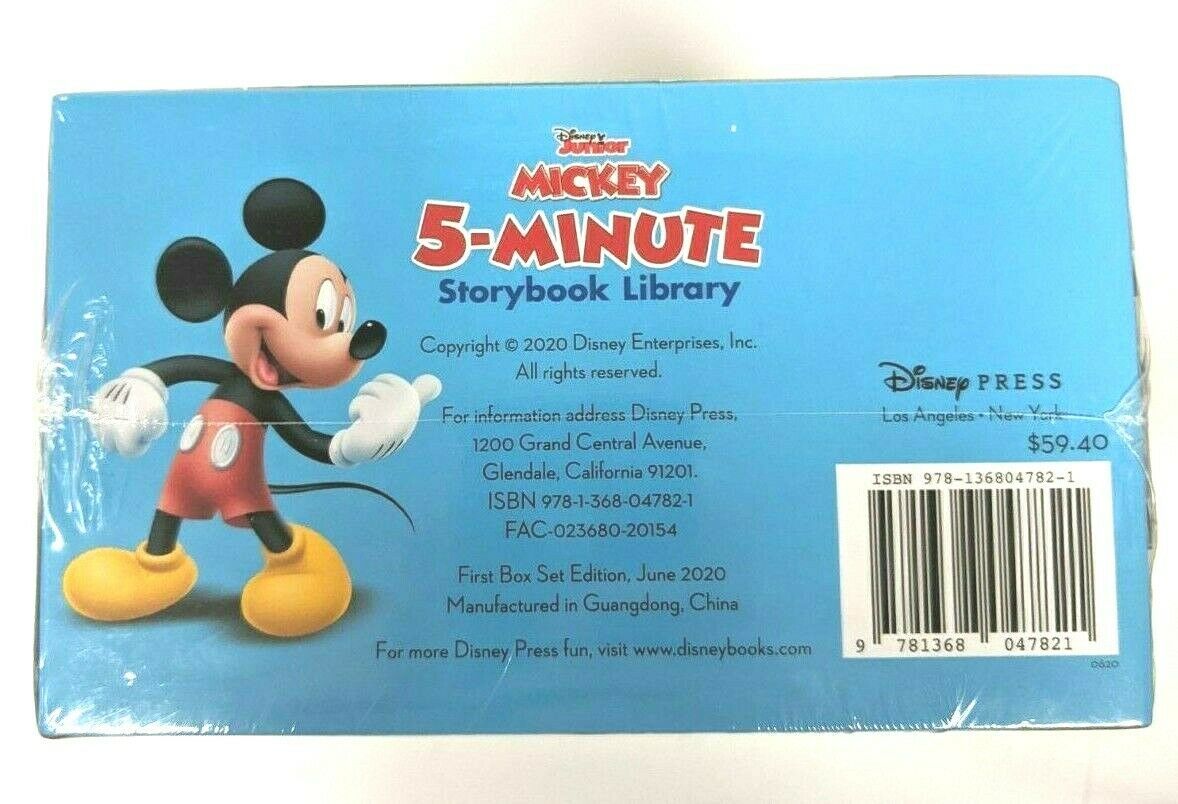 Disney
Junior
MICKEY
5-MINUTE
Storybook Library
Copyright © 2020 Disney Enterprises, Inc.
All rights reserved.
For information address Disney Press,
1200 Grand Central Avenue,
Glendale, California 91201.
ISBN 978-1-368-04782-1
FAC-023680-20154
First Box Set Edition, June 2020
Manufactured in Guangdong, China
For more Disney Press fun, visit www.disneybooks.com
Disney PRESS
Los Angeles • New York
$59.40
ISBN 978-136804782-1
9 781368 047821
0620